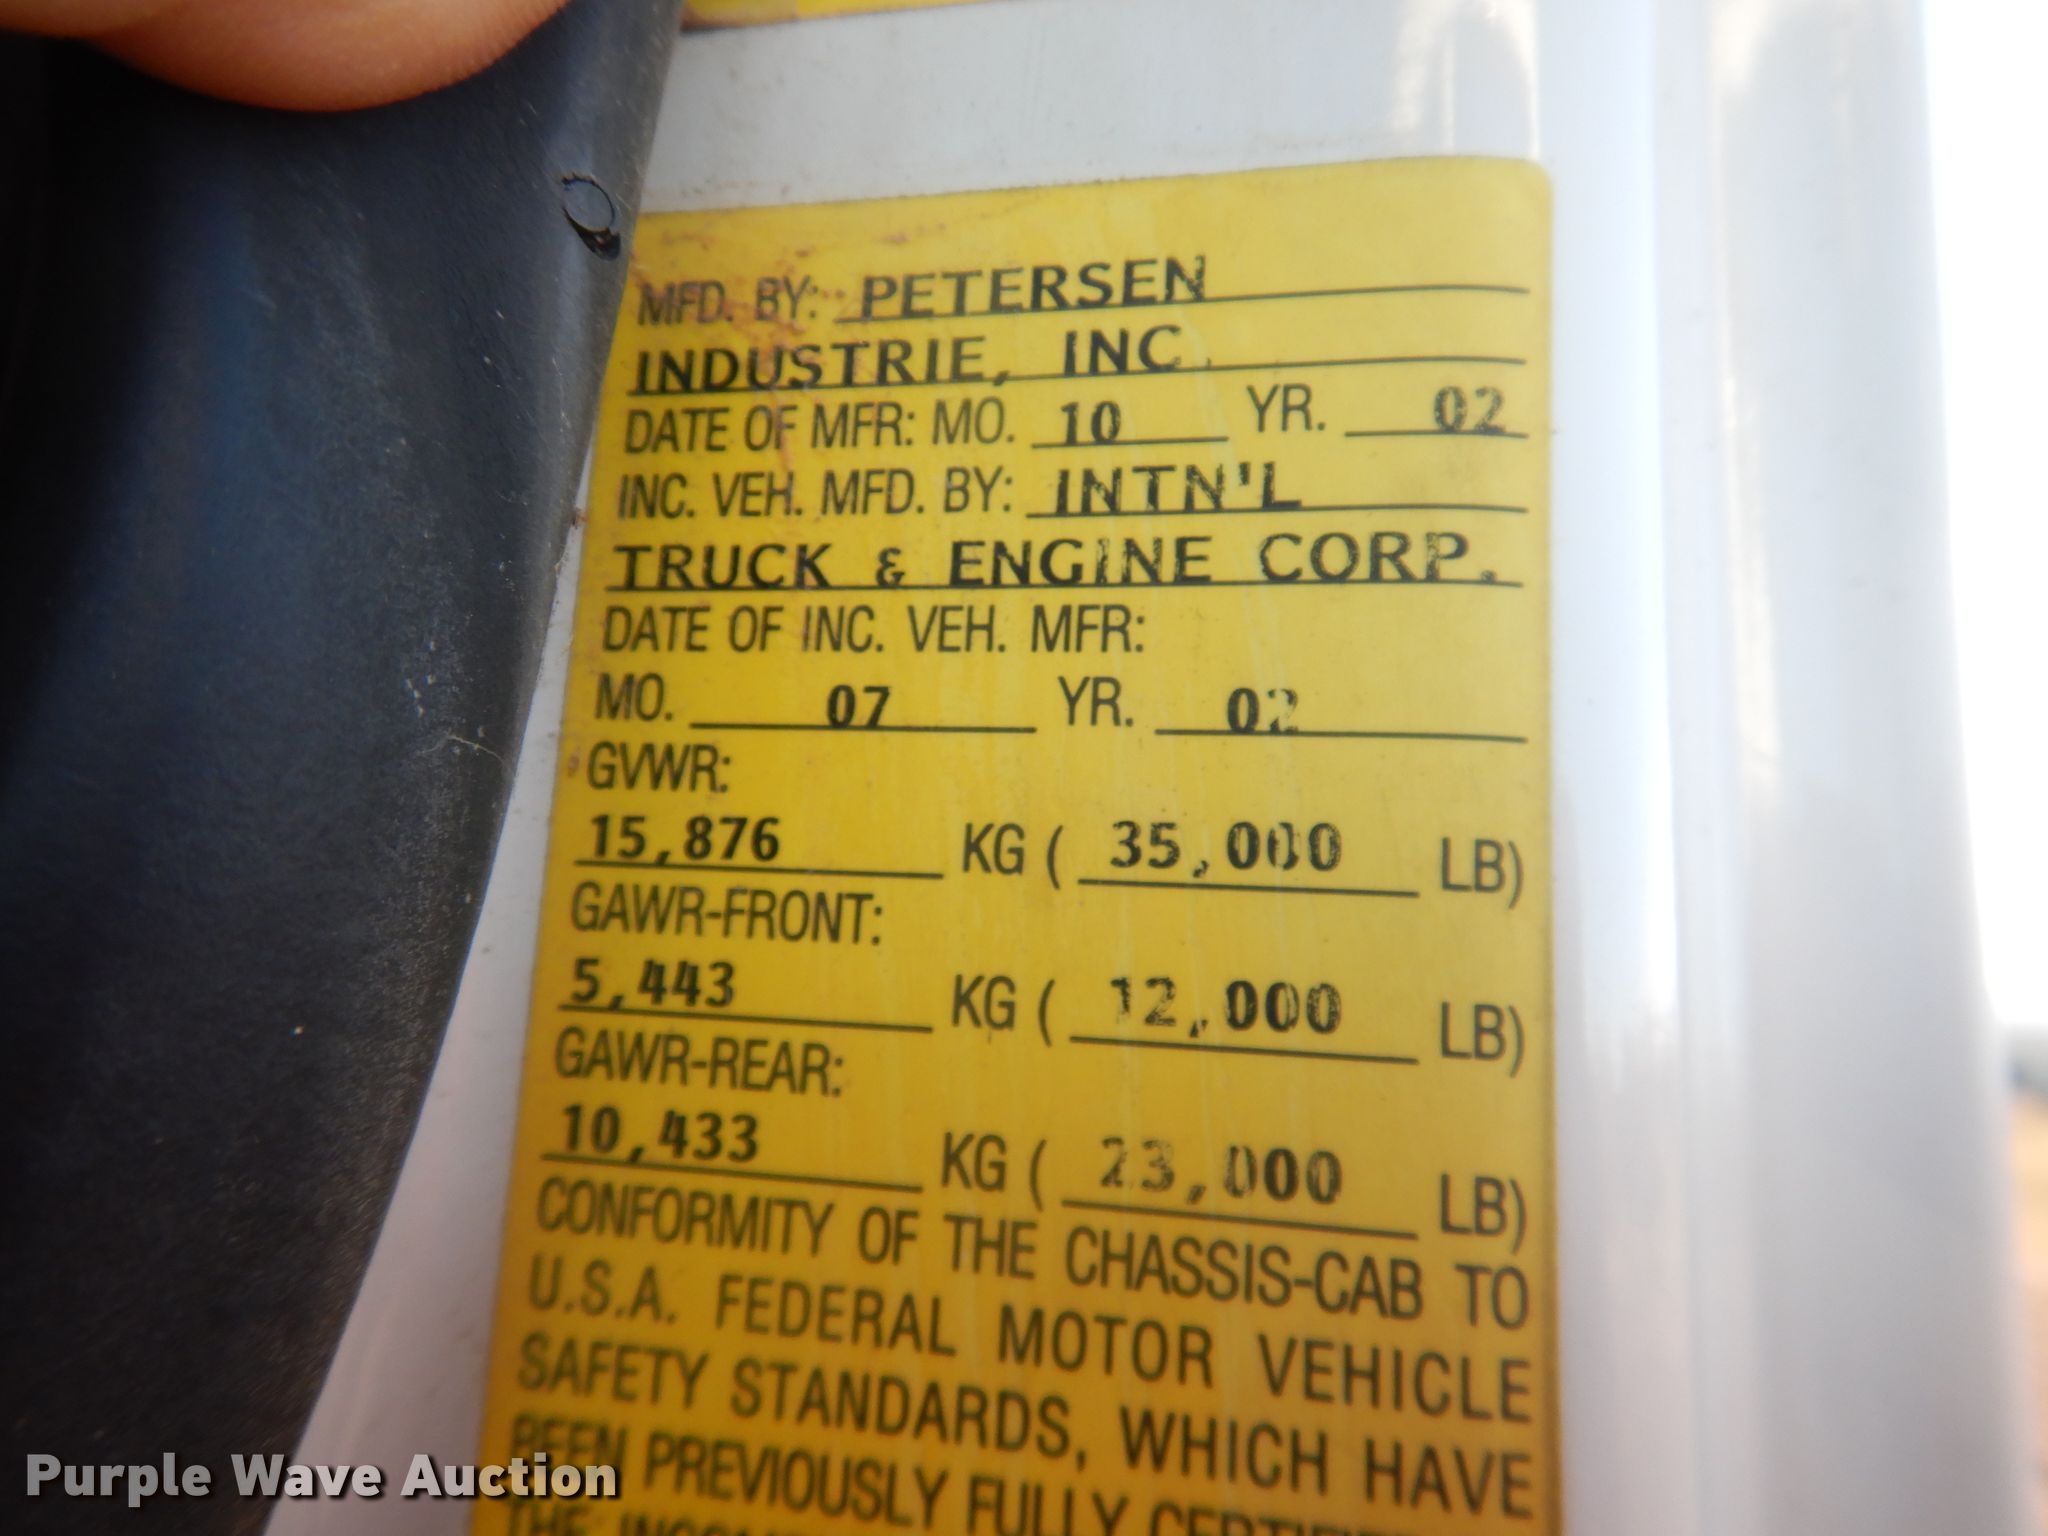 MFD. BY: PETERSEN
INDUSTRIE, INC.
DATE OF MFR: MO. 10 YR. 02
INC. VEH. MFD. BY: INTN'L
TRUCK & ENGINE CORP.
DATE OF INC. VEH. MFR:
MO. 07 YR. 02
GVWR:
15,876 KG ( 35,000 LB)
GAWR-FRONT:
5,443 KG ( 12,000 LB)
GAWR-REAR:
10,433 KG ( 23,000 LB)
CONFORMITY OF THE CHASSIS-CAB TO
U.S.A. FEDERAL MOTOR VEHICLE
SAFETY STANDARDS, WHICH HAVE
BEEN PREVIOUSLY FULLY
THE
Purple Wave Auction